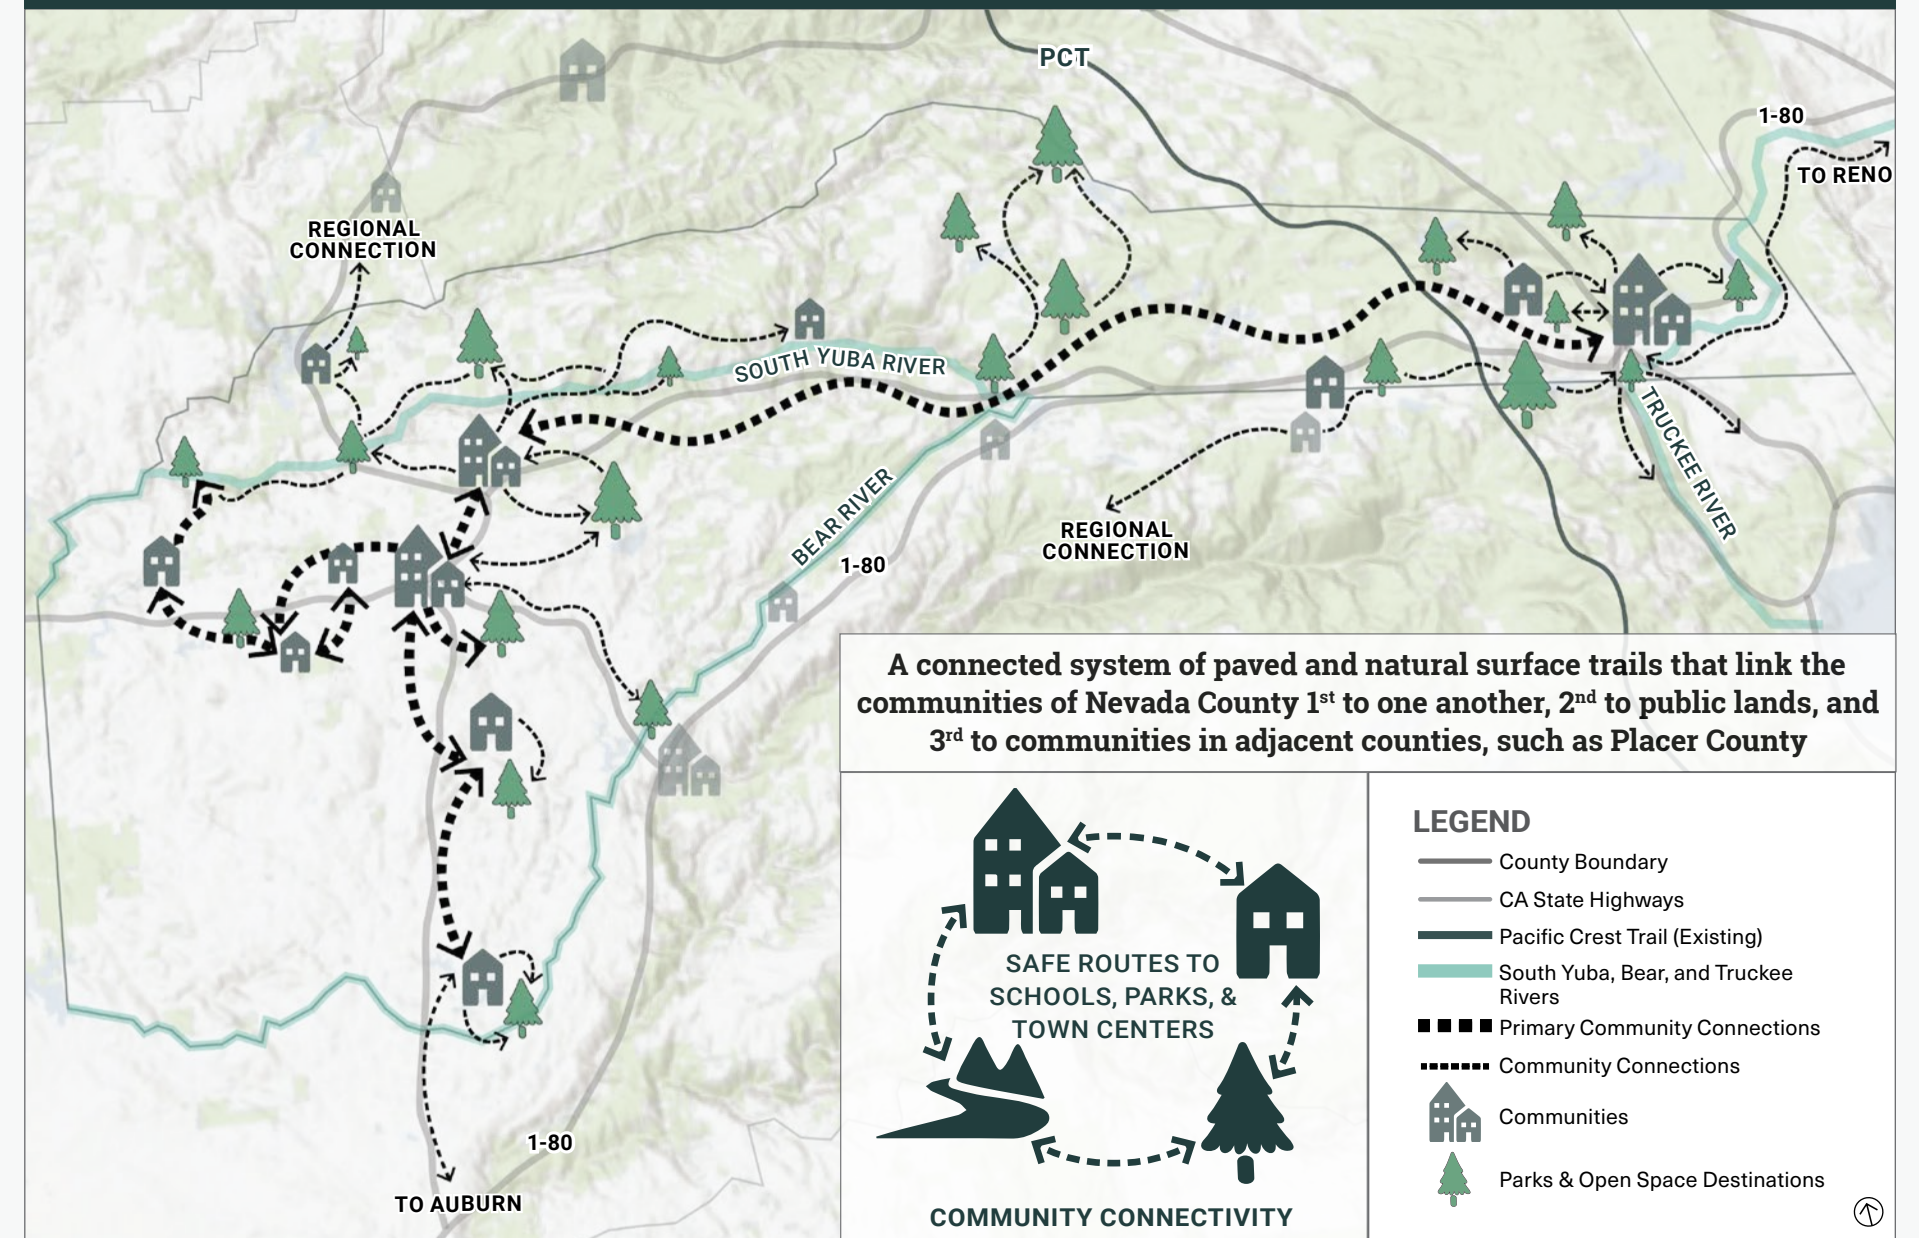 PCT
1-80
TO RENO
REGIONAL
CONNECTION
SOUTH YUBA RIVER
TRUCKEE RIVER
BEAR RIVER
1-80
REGIONAL
CONNECTION
A connected system of paved and natural surface trails that link the
communities of Nevada County 1st to one another, 2nd to public lands, and
3rd to communities in adjacent counties, such as Placer County
SAFE ROUTES TO
SCHOOLS, PARKS, &
TOWN CENTERS
COMMUNITY CONNECTIVITY
LEGEND
County Boundary
CA State Highways
Pacific Crest Trail (Existing)
South Yuba, Bear, and Truckee
Rivers
Primary Community Connections
Community Connections
Communities
Parks & Open Space Destinations
1-80
TO AUBURN